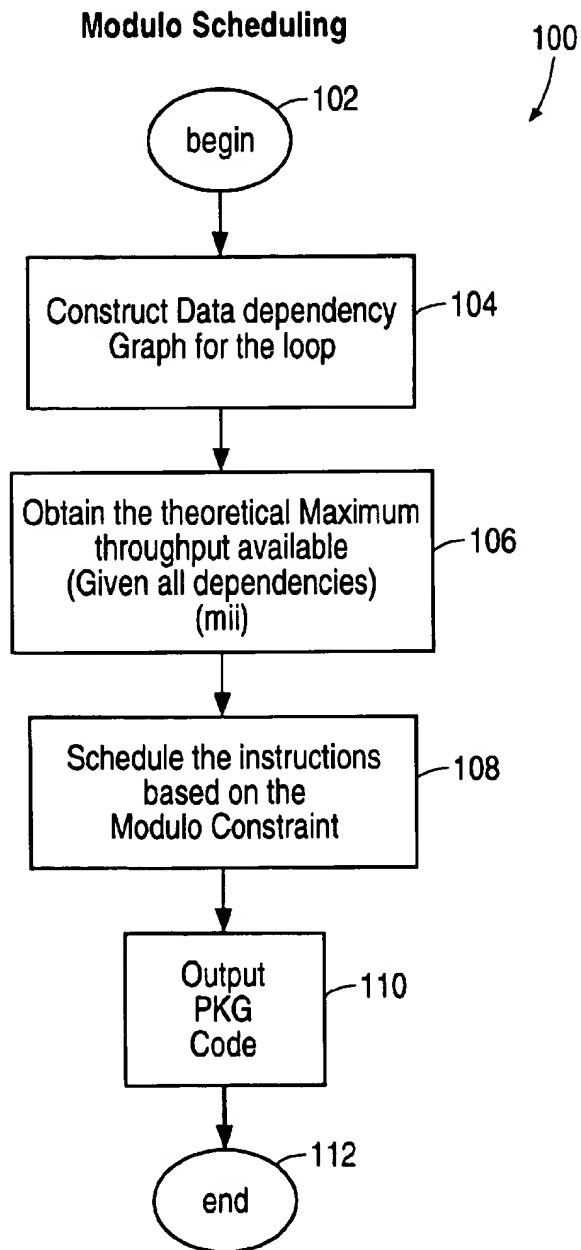 Modulo Scheduling
100
102
begin
Construct Data dependency
Graph for the loop
104
Obtain the theoretical Maximum
throughput available
(Given all dependencies)
(mii)
106
Schedule the instructions
based on the
Modulo Constraint
108
Output
PKG
Code
110
112
end